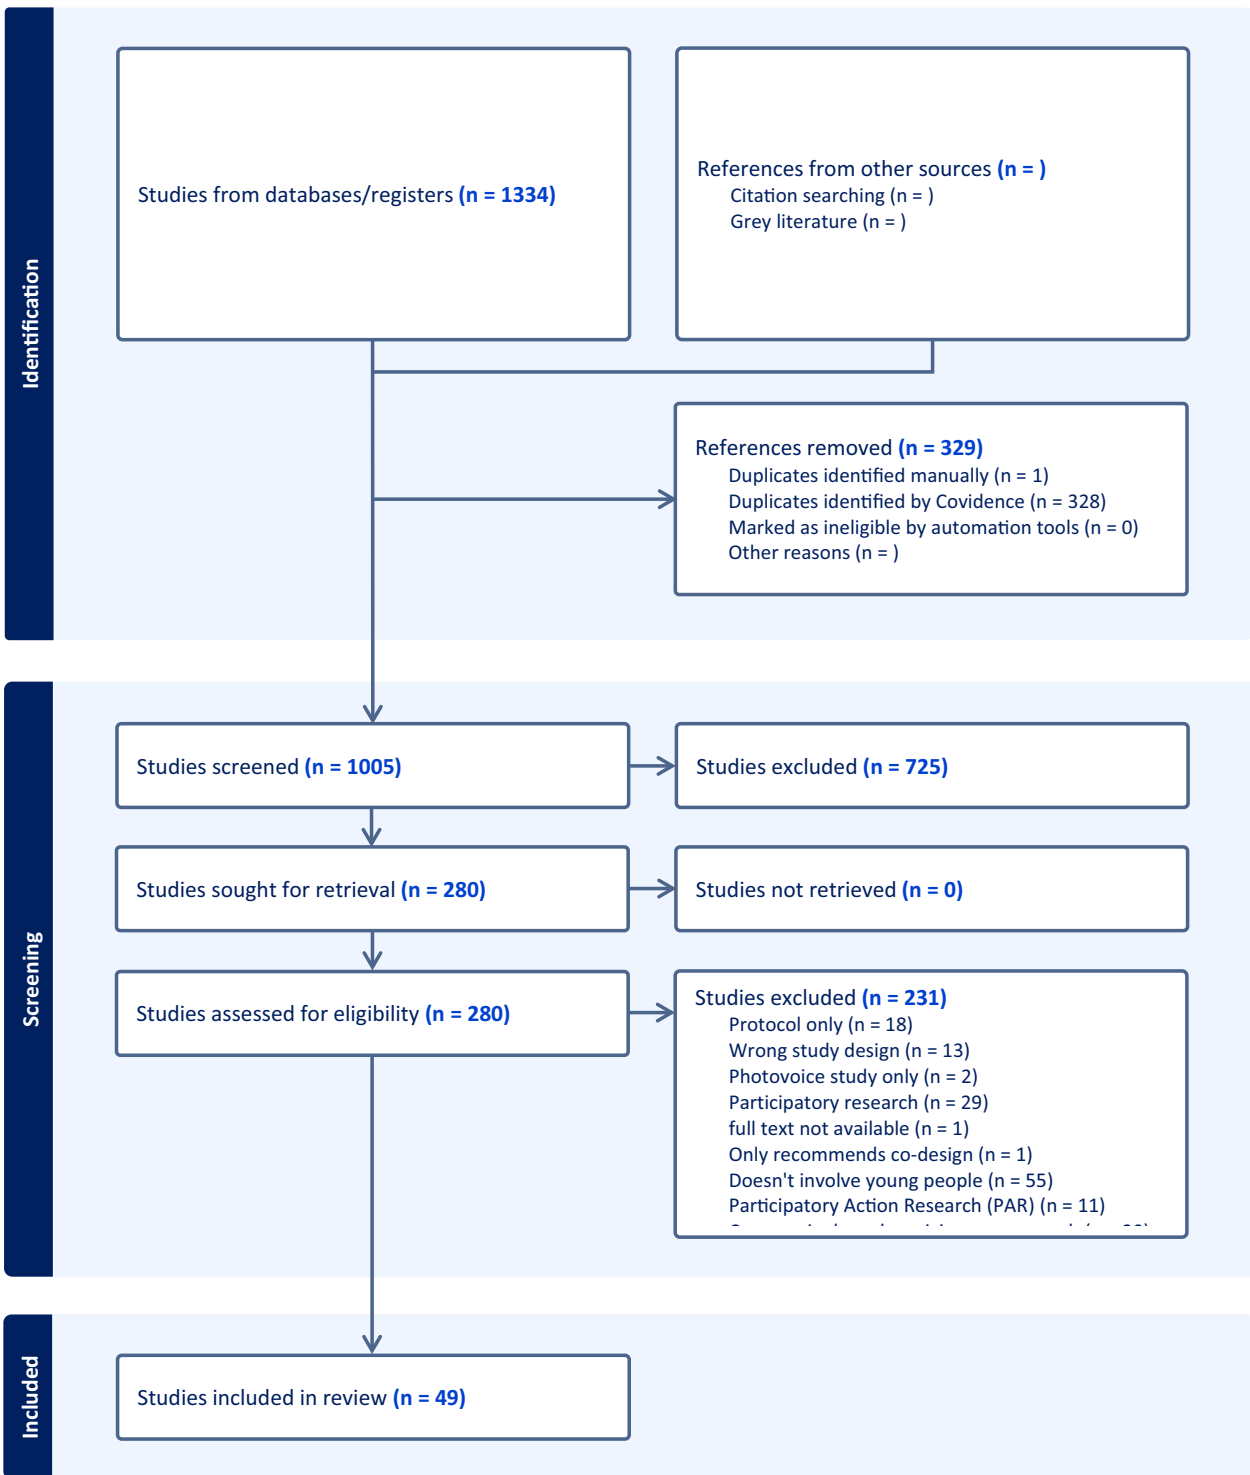 Identification
Studies from databases/registers (n = 1334)
References from other sources (n = )
Citation searching (n = )
Grey literature (n = )
References removed (n = 329)
Duplicates identified manually (n = 1)
Duplicates identified by Covidence (n = 328)
Marked as ineligible by automation tools (n = 0)
Other reasons (n = )
Screening
Studies screened (n = 1005)
Studies excluded (n = 725)
Studies sought for retrieval (n = 280)
Studies not retrieved (n = 0)
Studies assessed for eligibility (n = 280)
Studies excluded (n = 231)
Protocol only (n = 18)
Wrong study design (n = 13)
Photovoice study only (n = 2)
Participatory research (n = 29)
full text not available (n = 1)
Only recommends co-design (n = 1)
Doesn't involve young people (n = 55)
Participatory Action Research (PAR) (n = 11)
Included
Studies included in review (n = 49)